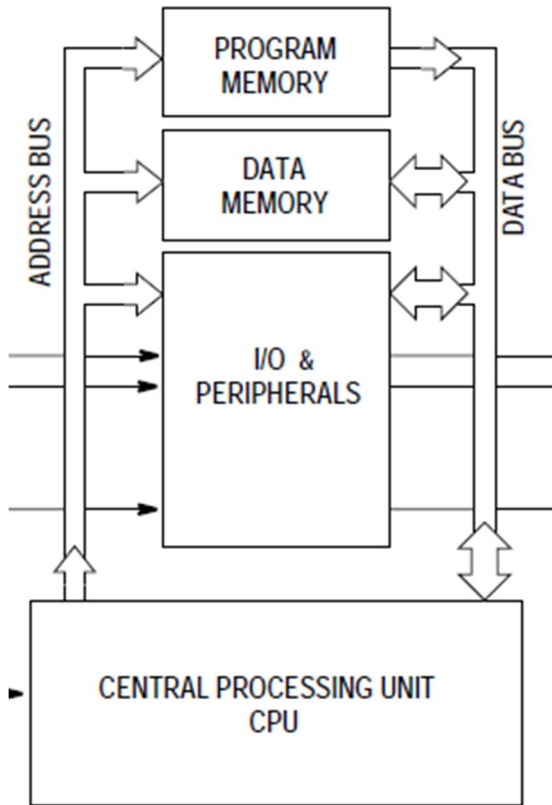 PROGRAM
MEMORY
ADDRESS BUS
DATA
MEMORY
DATA BUS
I/O &
PERIPHERALS
CENTRAL PROCESSING UNIT
CPU